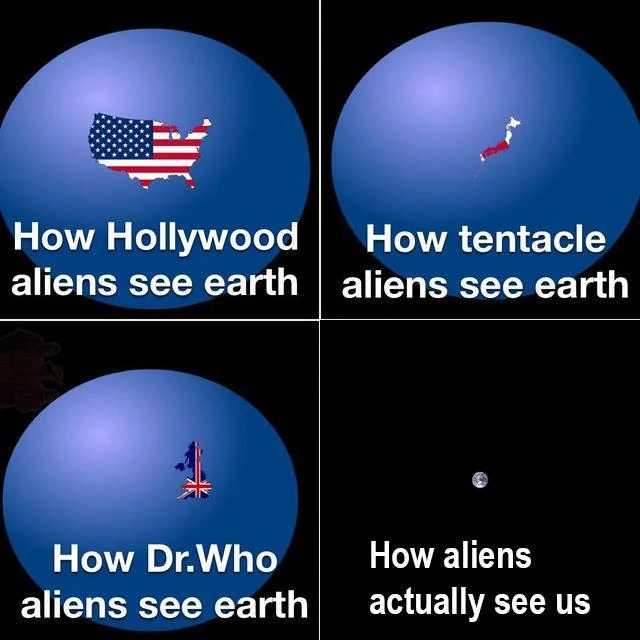 How Hollywood
aliens see earth
How tentacle
aliens see earth
How Dr.Who
aliens see earth
How aliens
actually see us